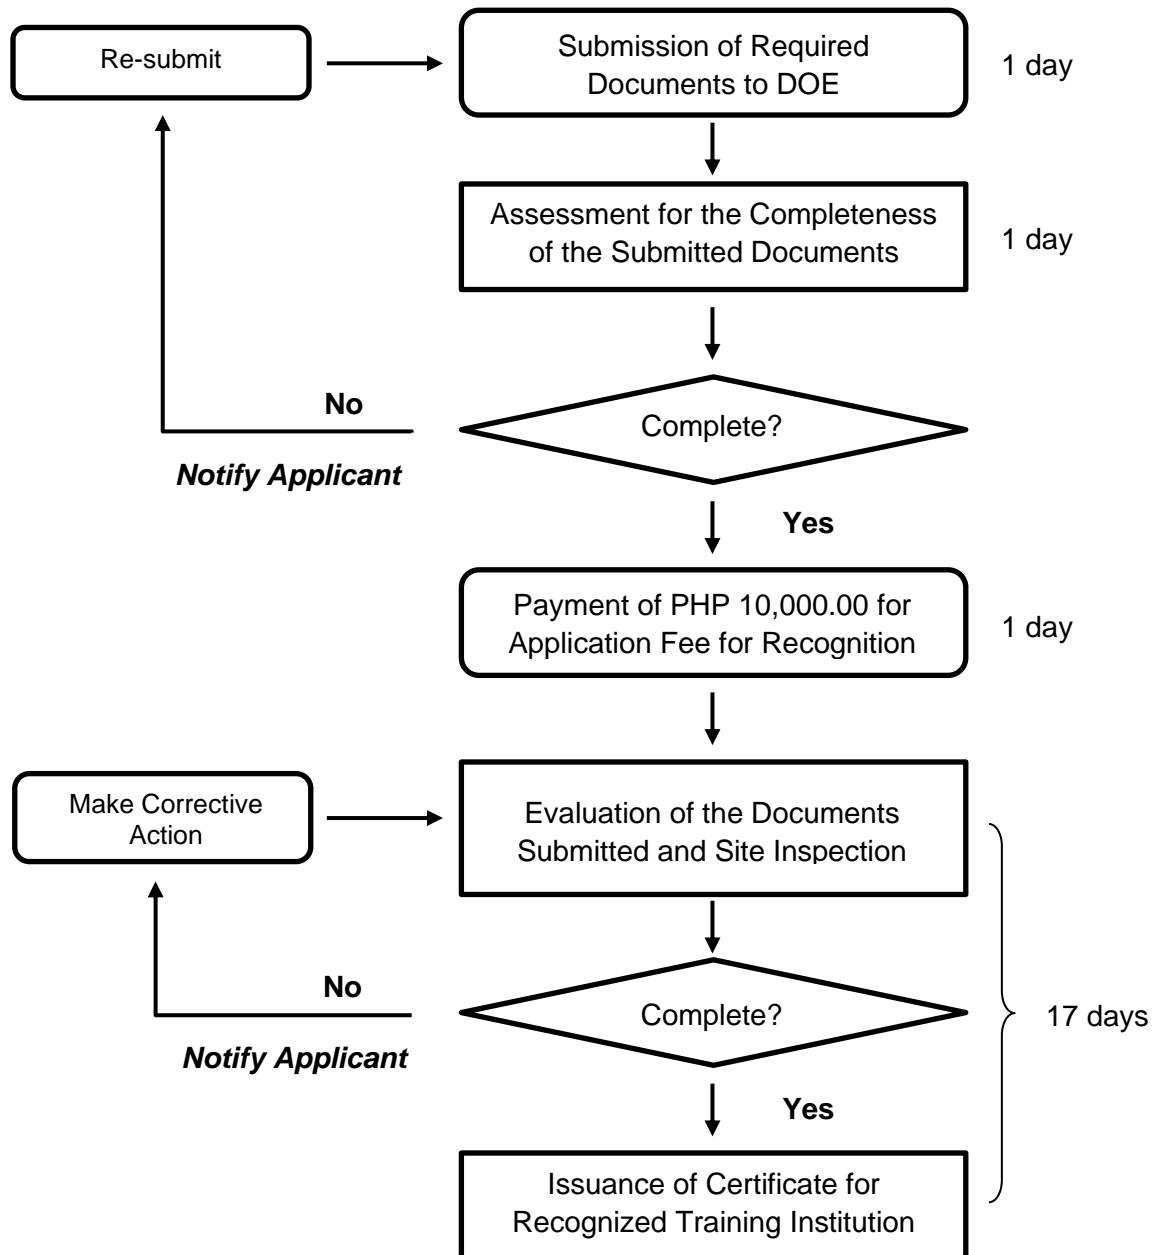 Re-submit
Submission of Required
Documents to DOE
1 day
Assessment for the Completeness
of the Submitted Documents
1 day
No
Complete?
Notify Applicant
Yes
Payment of PHP 10,000.00 for
Application Fee for Recognition
1 day
Make Corrective
Action
Evaluation of the Documents
Submitted and Site Inspection
No
Complete?
17 days
Notify Applicant
Yes
Issuance of Certificate for
Recognized Training Institution